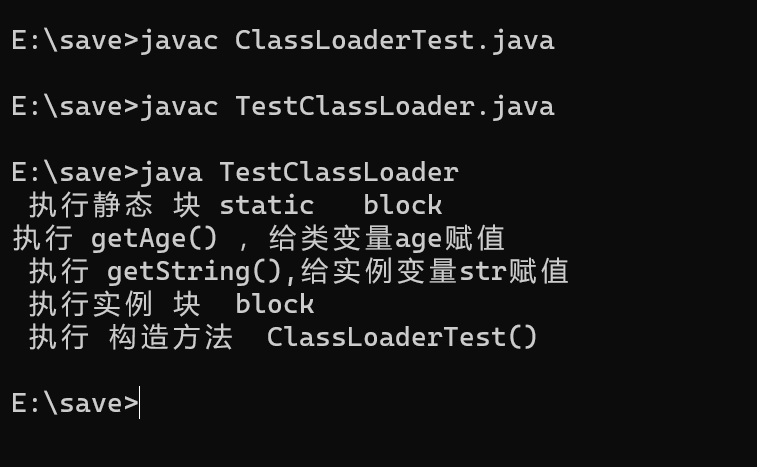 E:\save>javac ClassLoaderTest.java
E:\save>javac TestClassLoader.java
E:\save>java TestClassLoader
执行静态 块 static   block
执行 getAge() , 给类变量age赋值
执行 getString(),给实例变量str赋值
执行实例 块  block
执行 构造方法  ClassLoaderTest()
E:\save>